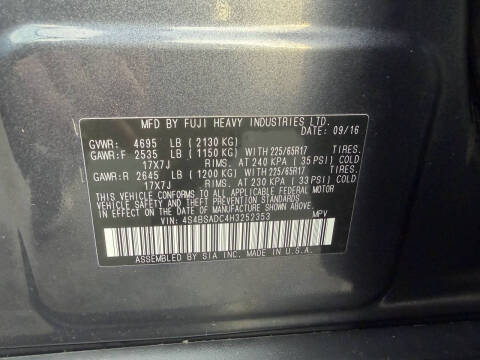 MFD BY FUJI HEAVY INDUSTRIES LTD.
DATE: 09/16
GVWR: 4695 LB (2130 KG)
GAWR:F 2535 LB (1150 KG) WITH 225/65R17 TIRES.
17X7J RIMS. AT 240 KPA (35 PSI) COLD
GAWR:R 2645 LB (1200 KG) WITH 225/65R17 TIRES.
17X7J RIMS. AT 230 KPA (33 PSI) COLD
THIS VEHICLE CONFORMS TO ALL APPLICABLE FEDERAL MOTOR
VEHICLE SAFETY AND THEFT PREVENTION STANDARDS IN EFFECT ON THE
DATE OF MANUFACTURE SHOWN ABOVE.
VIN: 4S4BSADC4H3252353 MPV
ASSEMBLED BY SIA INC. MADE IN U.S.A.